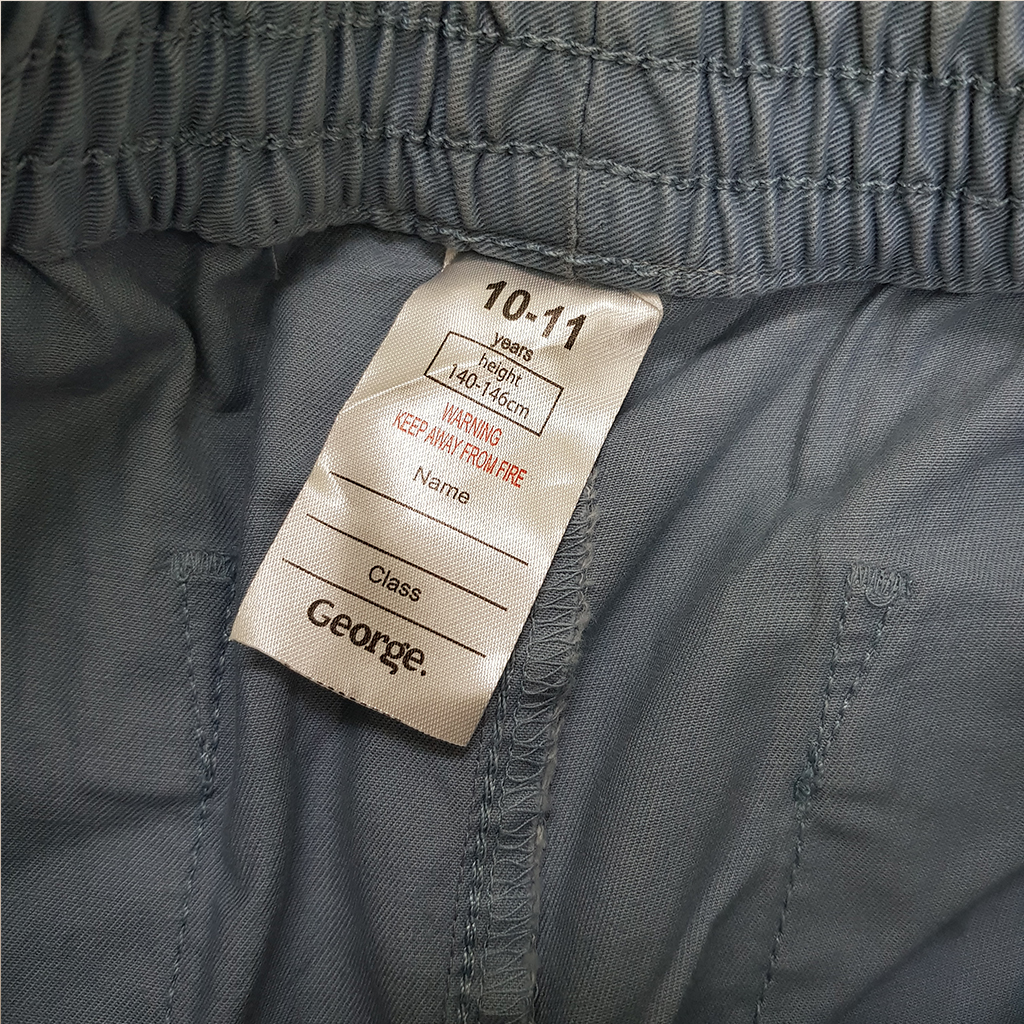 10-11
years
height
140-146cm
WARNING
KEEP AWAY FROM FIRE
Name
Class
George.